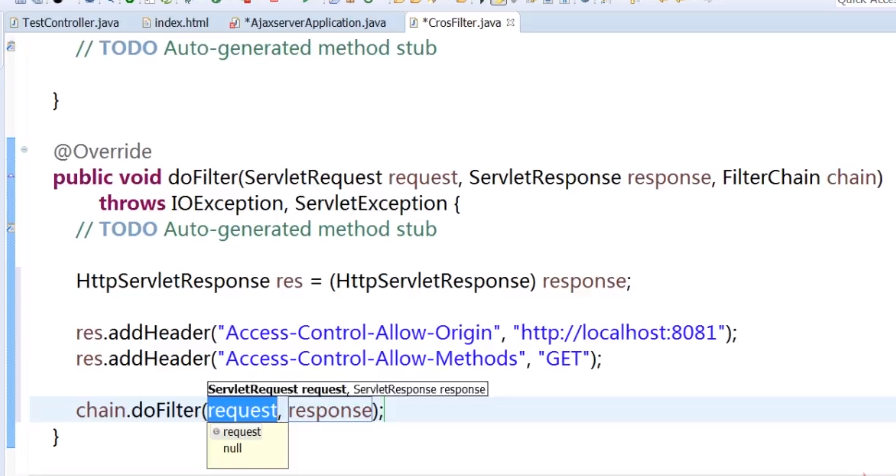 Quick Acce
TestController.java index.html *AjaxserverApplication.java *CrosFilter.java
// TODO Auto-generated method stub
}
@Override
public void doFilter(ServletRequest request, ServletResponse response, FilterChain chain)
throws IOException, ServletException {
// TODO Auto-generated method stub
HttpServletResponse res = (HttpServletResponse) response;
res.addHeader("Access-Control-Allow-Origin", "http://localhost:8081");
res.addHeader("Access-Control-Allow-Methods", "GET");
ServletRequest request, ServletResponse response
chain.doFilter(request, response);
request
}
null